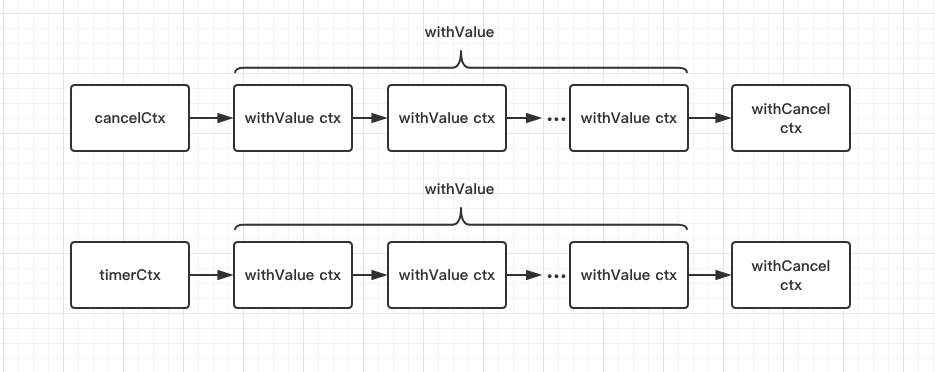 withValue
cancelCtx
withValue ctx
withValue ctx
...
withValue ctx
withCancel
ctx
withValue
timerCtx
withValue ctx
withValue ctx
...
withValue ctx
withCancel
ctx